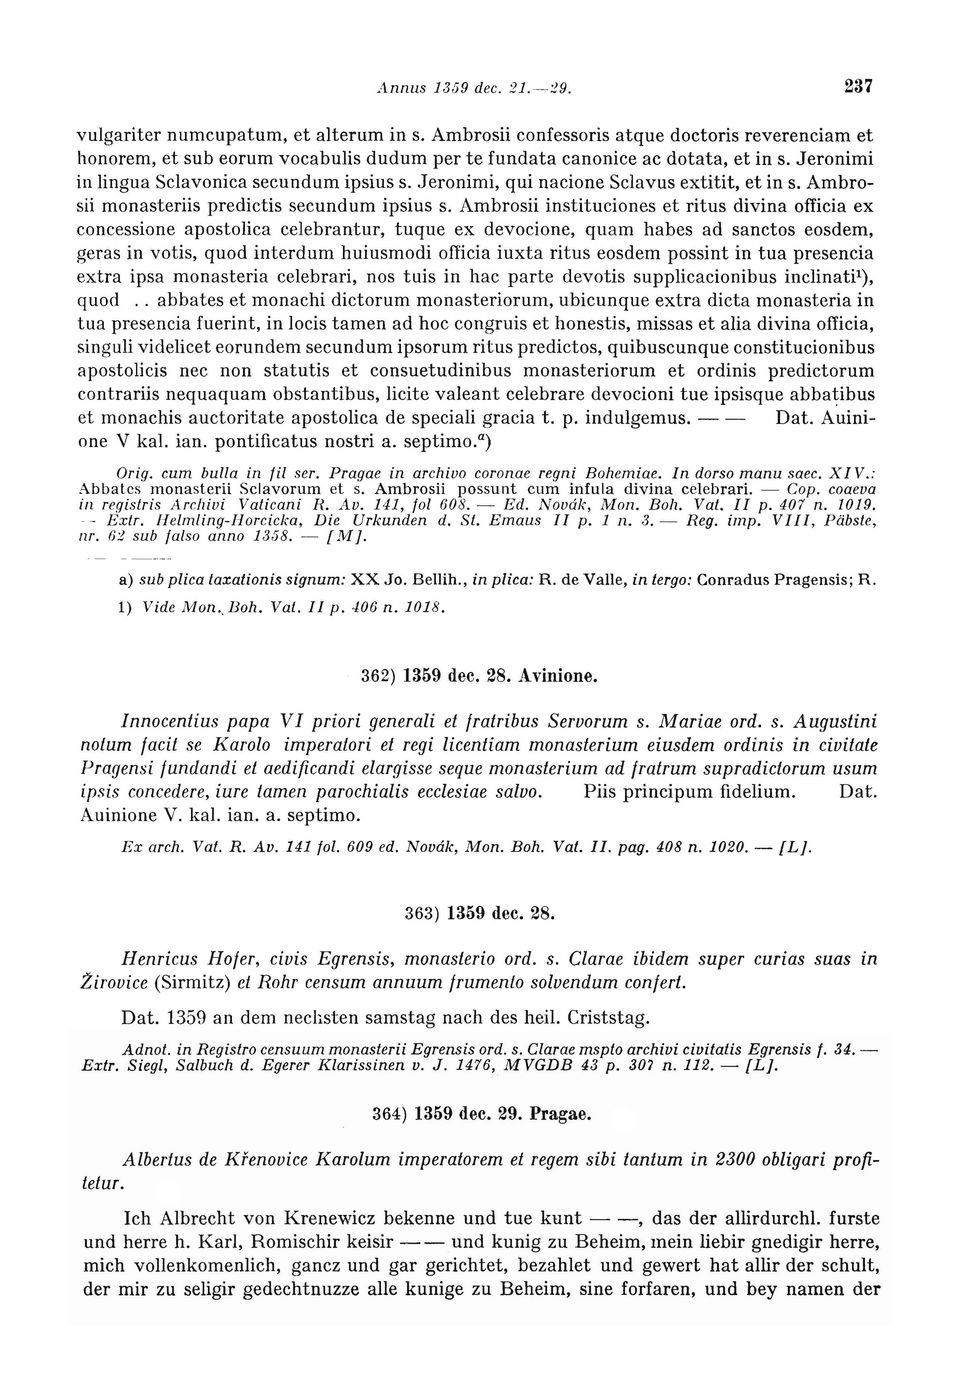 Annus 1359 dec. 21.—29.
237
vulgariter numcupatum, et alterum in s. Ambrosii confessoris atque doctoris reverenciam et
honorem, et sub eorum vocabulis dudum per te fundata canonice ac dotata, et in s. Jeronimi
in lingua Sclavonica secundum ipsius s. Jeronimi, qui nacione Sclavus extitit, et in s. Ambro-
sii monasteriis predictis secundum ipsius s. Ambrosii instituciones et ritus divina officia ex
concessione apostolica celebrantur, tuque ex devocione, quam habes ad sanctos eosdem,
geras in votis, quod interdum huiusmodi officia iuxta ritus eosdem possint in tua presencia
extra ipsa monasteria celebrari, nos tuis in hac parte devotis supplicacionibus inclinati¹),
quod . . abbates et monachi dictorum monasteriorum, ubicunque extra dicta monasteria in
tua presencia fuerint, in locis tamen ad hoc congruis et honestis, missas et alia divina officia,
singuli videlicet eorundem secundum ipsorum ritus predictos, quibuscunque constitucionibus
apostolicis nec non statutis et consuetudinibus monasteriorum et ordinis predictorum
contrariis nequaquam obstantibus, licite valeant celebrare devocioni tue ipsisque abbatibus
et monachis auctoritate apostolica de speciali gracia t. p. indulgemus. — — Dat. Auini-
one V kal. ian. pontificatus nostri a. septimo.ᵃ)
Orig. cum bulla in fil ser. Pragae in archivo coronae regni Bohemiae. In dorso manu saec. XIV.:
Abbates monasterii Sclavorum et s. Ambrosii possunt cum infula divina celebrari. — Cop. coaeva
in registris Archivi Vaticani R. Av. 141, fol 608. — Ed. Novák, Mon. Boh. Vat. II p. 407 n. 1019.
-- Extr. Helmling-Horcicka, Die Urkunden d. St. Emaus II p. 1 n. 3. — Reg. imp. VIII, Päbste,
nr. 62 sub falso anno 1358. — [M].
a) sub plica taxationis signum: XX Jo. Bellih., in plica: R. de Valle, in tergo: Conradus Pragensis; R.
1) Vide Mon. Boh. Vat. II p. 406 n. 1018.
362) 1359 dec. 28. Avinione.
Innocentius papa VI priori generali et fratribus Servorum s. Mariae ord. s. Augustini
notum facit se Karolo imperatori et regi licentiam monasterium eiusdem ordinis in civitate
Pragensi fundandi et aedificandi elargisse seque monasterium ad fratrum supradictorum usum
ipsis concedere, iure tamen parochialis ecclesiae salvo. Piis principum fidelium. Dat.
Auinione V. kal. ian. a. septimo.
Ex arch. Vat. R. Av. 141 fol. 609 ed. Novák, Mon. Boh. Vat. II. pag. 408 n. 1020. — [L].
363) 1359 dec. 28.
Henricus Hofer, civis Egrensis, monasterio ord. s. Clarae ibidem super curias suas in
Žirovice (Sirmitz) et Rohr censum annuum frumento solvendum confert.
Dat. 1359 an dem nechsten samstag nach des heil. Criststag.
Adnot. in Registro censuum monasterii Egrensis ord. s. Clarae mspto archivi civitatis Egrensis f. 34. —
Extr. Siegl, Salbuch d. Egerer Klarissinen v. J. 1476, MVGDB 43 p. 307 n. 112. — [L].
364) 1359 dec. 29. Pragae.
Albertus de Křenovice Karolum imperatorem et regem sibi tantum in 2300 obligari profi-
tetur.
Ich Albrecht von Krenewicz bekenne und tue kunt — —, das der allirdurchl. furste
und herre h. Karl, Romischir keisir — — und kunig zu Beheim, mein liebir gnedigir herre,
mich vollenkomenlich, gancz und gar gerichtet, bezahlet und gewert hat allir der schult,
der mir zu seligir gedechtnuzze alle kunige zu Beheim, sine forfaren, und bey namen der